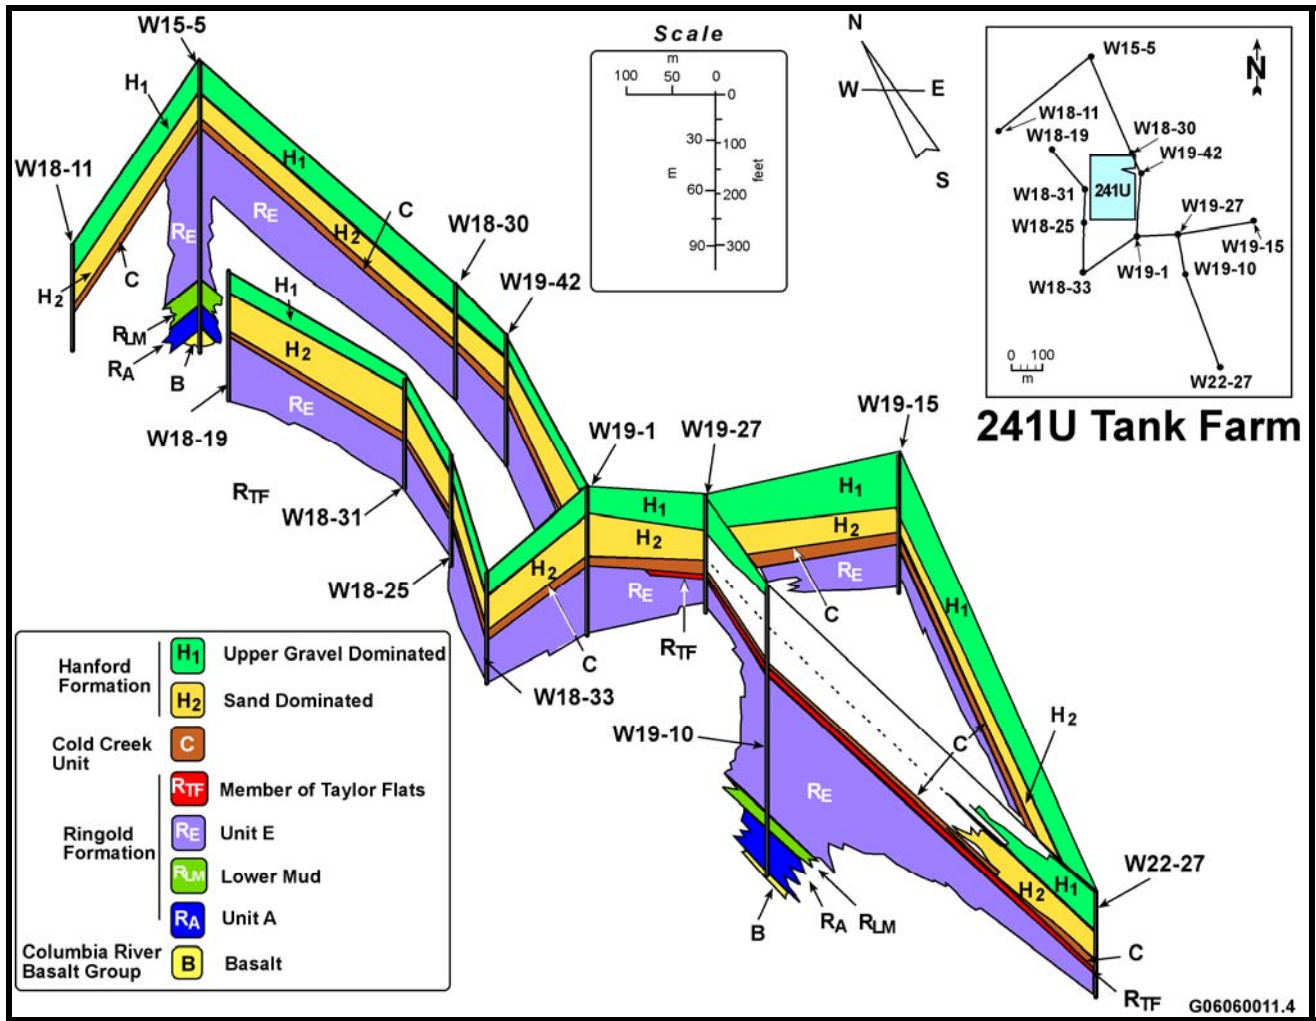 W15-5
H1
W18-11
H2
C
RE
RLM
RA
B
H1
C
H2
RE
W18-30
W19-42
H1
H2
RE
W18-19
RTF
W18-31
W18-25
Scale
m
100 50 0
0
30 100
m feet
60 200
90 300
N
W E
S
W15-5
N
W18-11
W18-19
W18-30
W19-42
241U
W18-31
W19-27
W18-25
W19-15
W19-1
W19-10
W18-33
0 100
m
W22-27
241U Tank Farm
W19-1
W19-27
W19-15
H1
H2
RE
C
RTF
W18-33
H1
H2
RE
C
H1
H2
C
W19-10
RE
B
RA
RLM
H2
H1
W22-27
C
RTF
Hanford
Formation
H1 Upper Gravel Dominated
H2 Sand Dominated
Cold Creek
Unit
C
RTF Member of Taylor Flats
Ringold
Formation
RE Unit E
RLM Lower Mud
RA Unit A
Columbia River
Basalt Group
B Basalt
G06060011.4